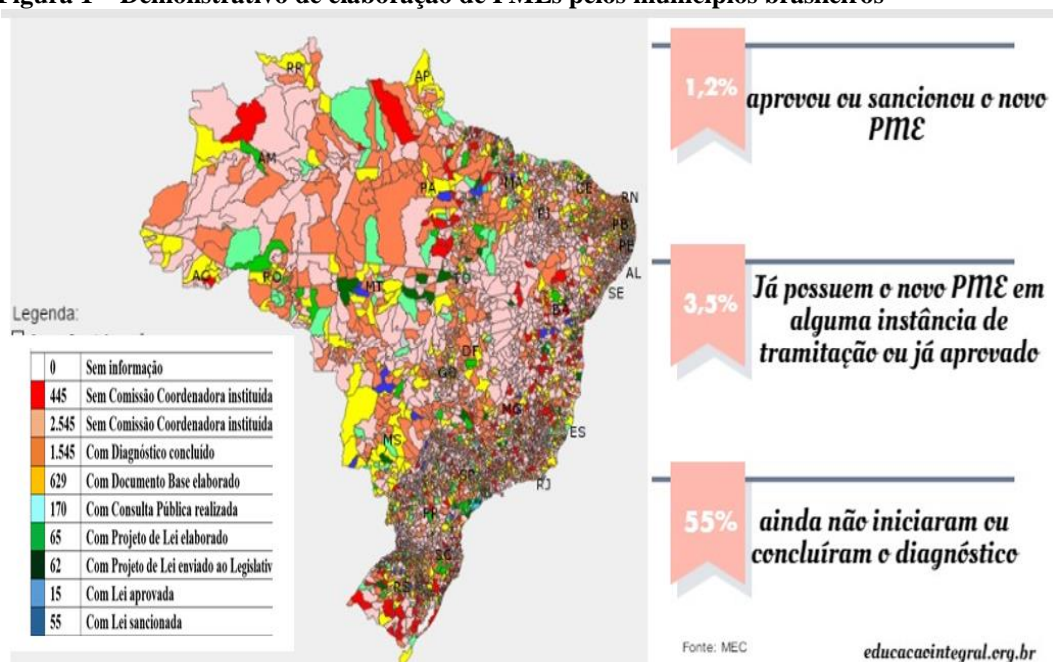 Figura 1 – Demonstrativo de elaboração de PMEs pelos municípios brasileiros
RR
AP
AM
PA
MA
CE
RN
PI
PB
PE
AL
SE
AC
RO
TO
MT
BA
DF
GO
MG
ES
MS
SP
RJ
PR
SC
RS
Legenda:
0 Sem informação
445 Sem Comissão Coordenadora instituída
2.545 Sem Comissão Coordenadora instituída
1.545 Com Diagnóstico concluído
629 Com Documento Base elaborado
170 Com Consulta Pública realizada
65 Com Projeto de Lei elaborado
62 Com Projeto de Lei enviado ao Legislativ
15 Com Lei aprovada
55 Com Lei sancionada
1,2%
aprovou ou sancionou o novo
PME
3,5%
Já possuem o novo PME em
alguma instância de
tramitação ou já aprovado
55%
ainda não iniciaram ou
concluíram o diagnóstico
Fonte: MEC
educacaointegral.org.br